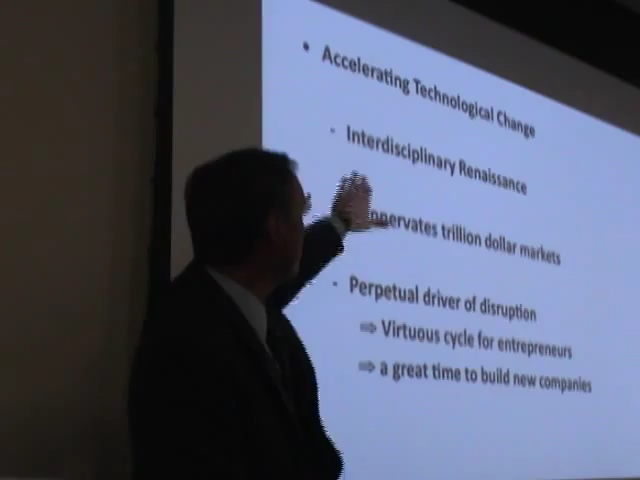 • Accelerating Technological Change
- Interdisciplinary Renaissance
trillion dollar markets
- Perpetual driver of disruption
⇒ Virtuous cycle for entrepreneurs
⇒ a great time to build new companies